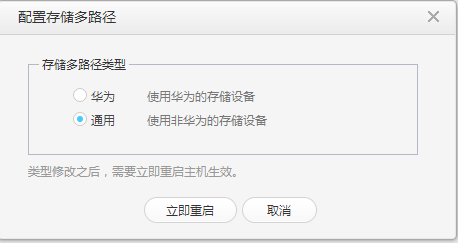 配置存储多路径
存储多路径类型
华为 使用华为的存储设备
通用 使用非华为的存储设备
类型修改之后，需要立即重启主机生效。
立即重启 取消